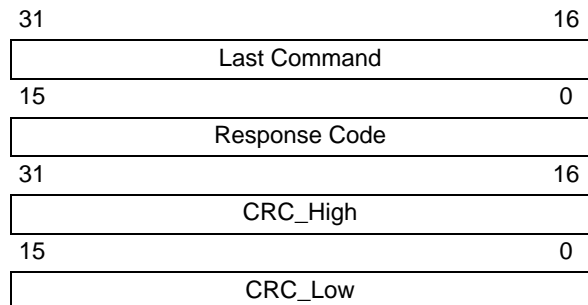 31 16
Last Command
15 0
Response Code
31 16
CRC_High
15 0
CRC_Low